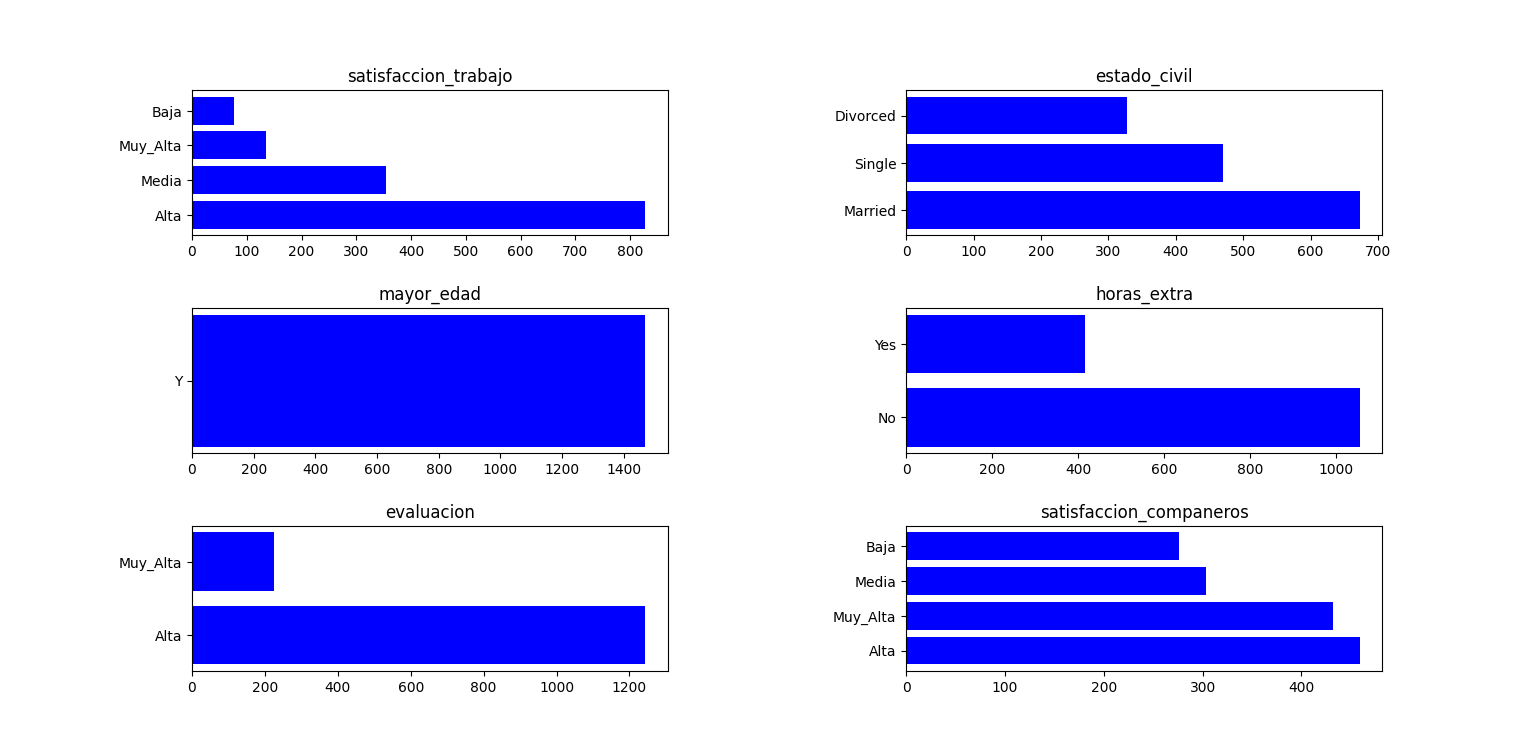 satisfaccion_trabajo
Baja
Muy_Alta
Media
Alta
0 100 200 300 400 500 600 700 800
estado_civil
Divorced
Single
Married
0 100 200 300 400 500 600 700
mayor_edad
Y
0 200 400 600 800 1000 1200 1400
horas_extra
Yes
No
0 200 400 600 800 1000
evaluacion
Muy_Alta
Alta
0 200 400 600 800 1000 1200
satisfaccion_companeros
Baja
Media
Muy_Alta
Alta
0 100 200 300 400